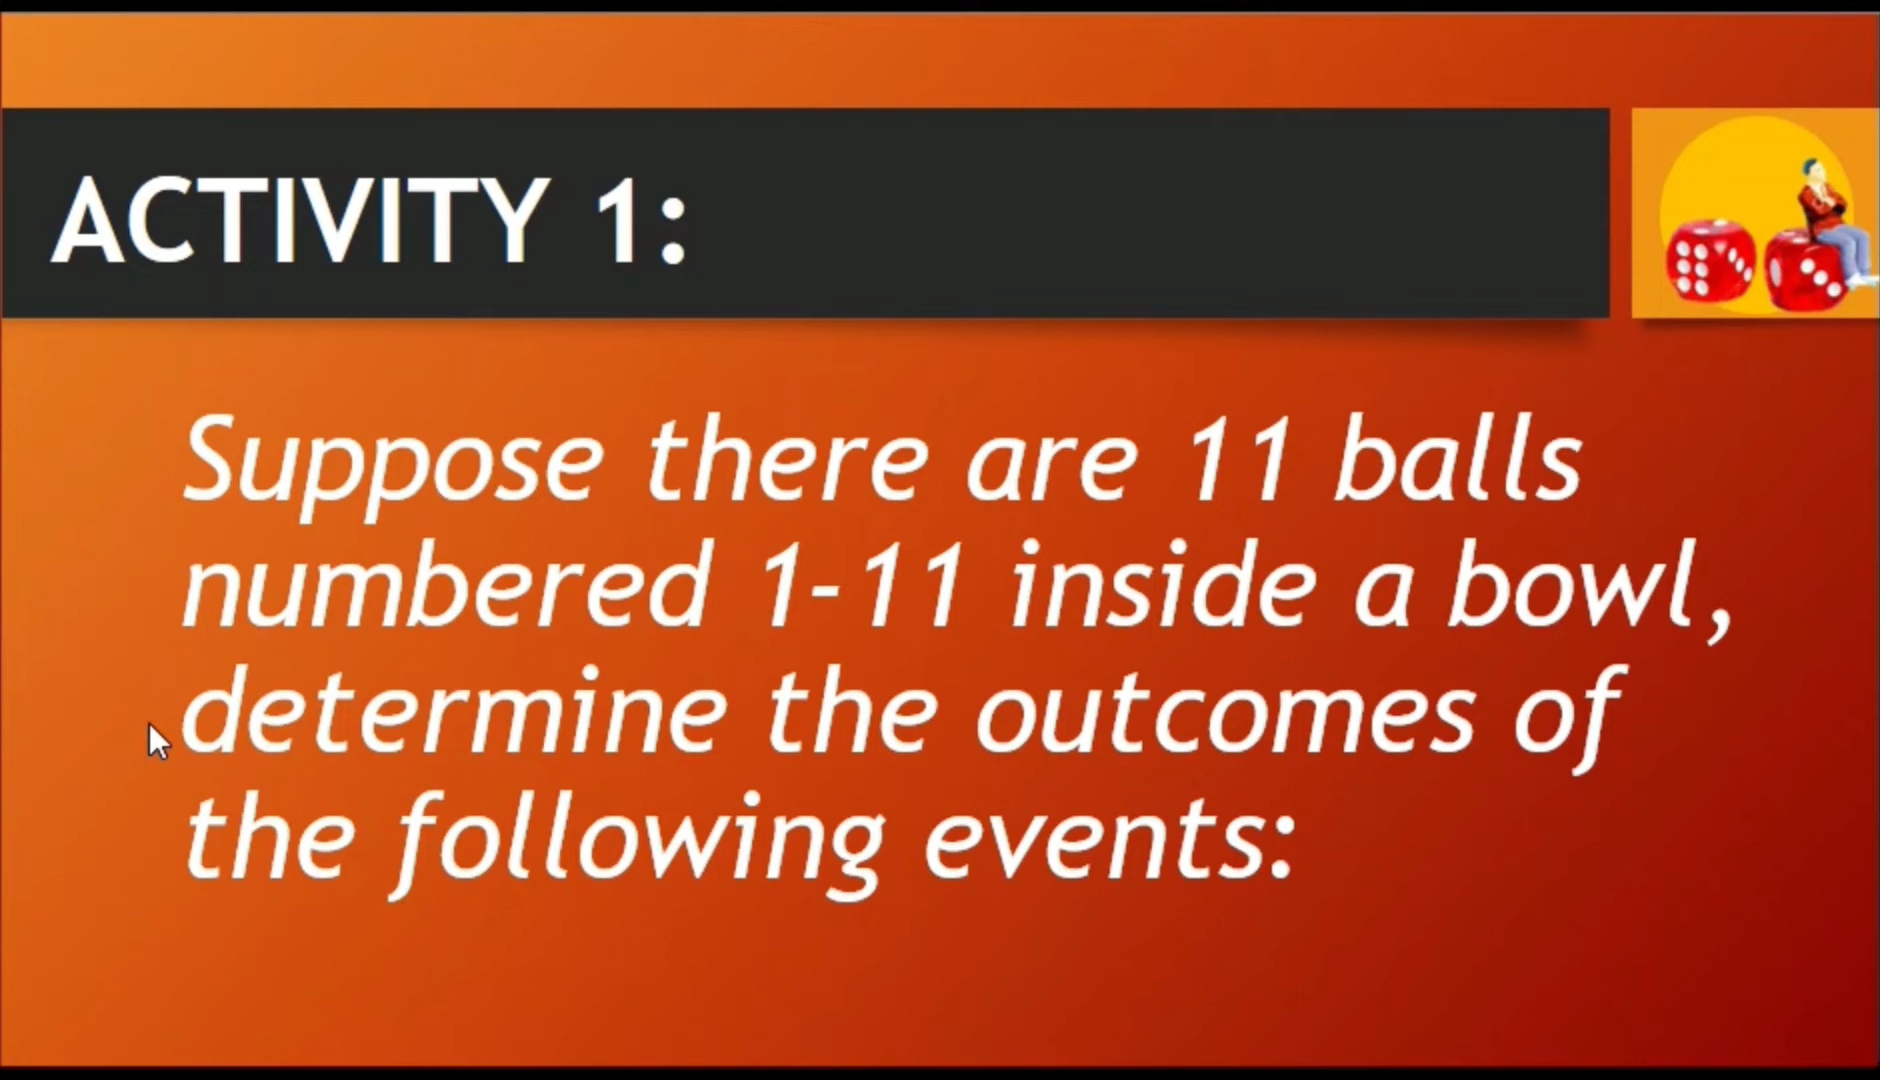 ACTIVITY 1:
Suppose there are 11 balls
numbered 1-11 inside a bowl,
determine the outcomes of
the following events: